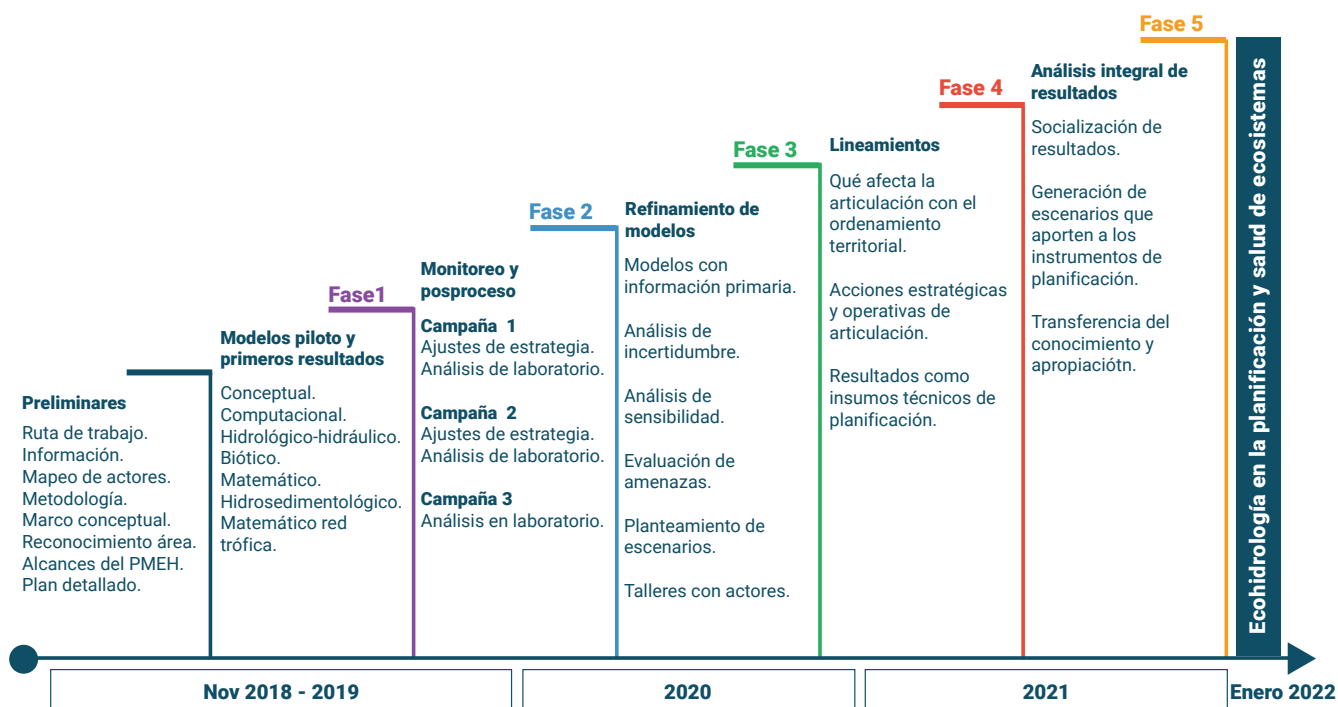 Preliminares
Ruta de trabajo.
Información.
Mapeo de actores.
Metodología.
Marco conceptual.
Reconocimiento área.
Alcances del PMEH.
Plan detallado.
Fase1
Modelos piloto y
primeros resultados
Conceptual.
Computacional.
Hidrológico-hidráulico.
Biótico.
Matemático.
Hidrosedimentológico.
Matemático red
trófica.
Fase 2
Monitoreo y
posproceso
Campaña 1
Ajustes de estrategia.
Análisis de laboratorio.
Campaña 2
Ajustes de estrategia.
Análisis de laboratorio.
Campaña 3
Análisis en laboratorio.
Fase 3
Refinamiento de
modelos
Modelos con
información primaria.
Análisis de
incertidumbre.
Análisis de
sensibilidad.
Evaluación de
amenazas.
Planteamiento de
escenarios.
Talleres con actores.
Fase 4
Lineamientos
Qué afecta la
articulación con el
ordenamiento
territorial.
Acciones estratégicas
y operativas de
articulación.
Resultados como
insumos técnicos de
planificación.
Fase 5
Análisis integral de
resultados
Socialización de
resultados.
Generación de
escenarios que
aporten a los
instrumentos de
planificación.
Transferencia del
conocimiento y
apropiaciótn.
Ecohidrología en la planificación y salud de ecosistemas
Nov 2018 - 2019
2020
2021
Enero 2022